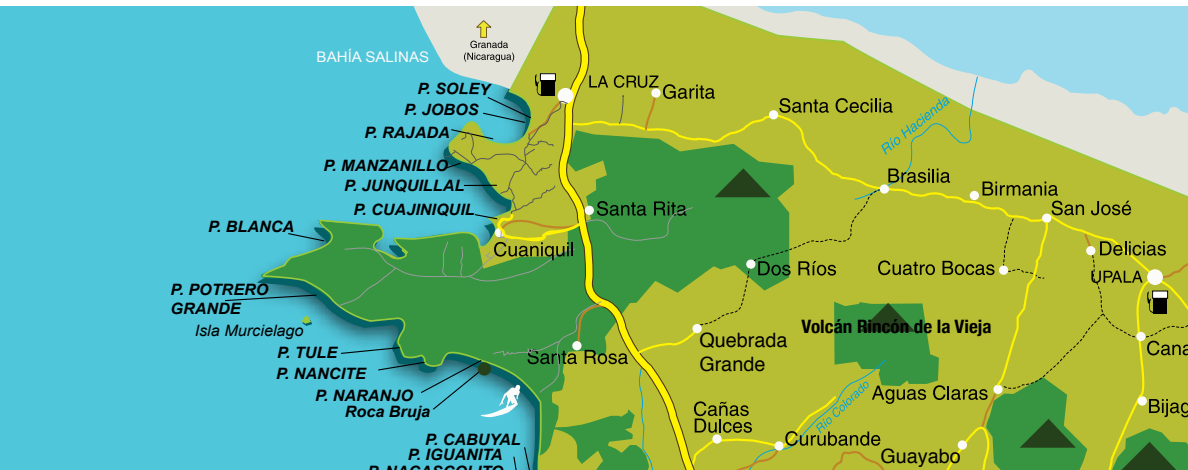 Granada
(Nicaragua)
BAHÍA SALINAS
P. SOLEY
P. JOBOS
P. RAJADA
P. MANZANILLO
P. JUNQUILLAL
P. CUAJINIQUIL
P. BLANCA
P. POTRERO
GRANDE
Isla Murcielago
P. TULE
P. NANCITE
P. NARANJO
Roca Bruja
P. CABUYAL
P. IGUANITA
P. NACASCOLITO
LA CRUZ
Garita
Santa Cecilia
Río Hacienda
Brasilia
Birmania
San José
Delicias
UPALA
Santa Rita
Cuaniquil
Dos Ríos
Cuatro Bocas
Volcán Rincón de la Vieja
Quebrada
Grande
Santa Rosa
Cana
Aguas Claras
Río Colorado
Bijag
Cañas
Dulces
Curubande
Guayabo